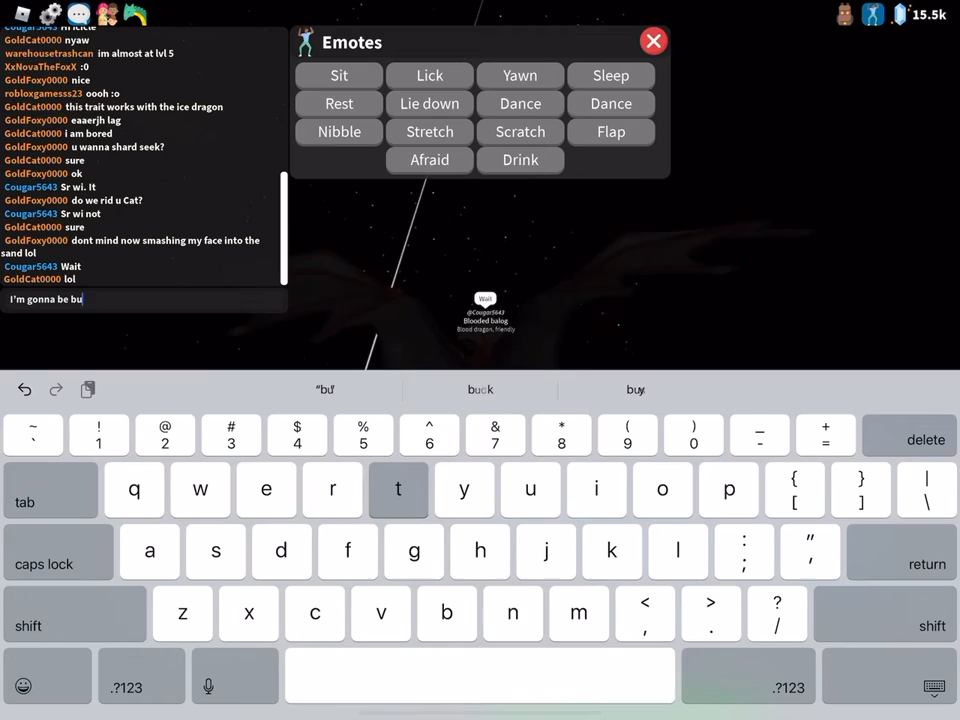 15.5k
Cougar5643 Hi icicle
GoldCat0000 nyaw
warehousetrashcan im almost at lvl 5
XxNovaTheFoxX :0
GoldFoxy0000 nice
robloxgamesss23 oooh :o
GoldCat0000 this trait works with the ice dragon
GoldFoxy0000 eaaerjh lag
GoldCat0000 i am bored
GoldFoxy0000 u wanna shard seek?
GoldCat0000 sure
GoldFoxy0000 ok
Cougar5643 Sr wi. It
GoldFoxy0000 do we rid u Cat?
Cougar5643 Sr wi not
GoldCat0000 sure
GoldFoxy0000 dont mind now smashing my face into the
sand lol
Cougar5643 Wait
GoldCat0000 lol
I'm gonna be bu
Emotes
Sit Lick Yawn Sleep
Rest Lie down Dance Dance
Nibble Stretch Scratch Flap
Afraid Drink
Wait
@Cougar5643
Blooded balog
Blood dragon, friendly
"bu" buck buy
~ ! @ # $ % ^ & * ( ) _ +
` 1 2 3 4 5 6 7 8 9 0 - = delete
tab q w e r t y u i o p { [ } ] | \
caps lock a s d f g h j k l : ; " ' return
shift z x c v b n m < , > . ? / shift
.?123 .?123